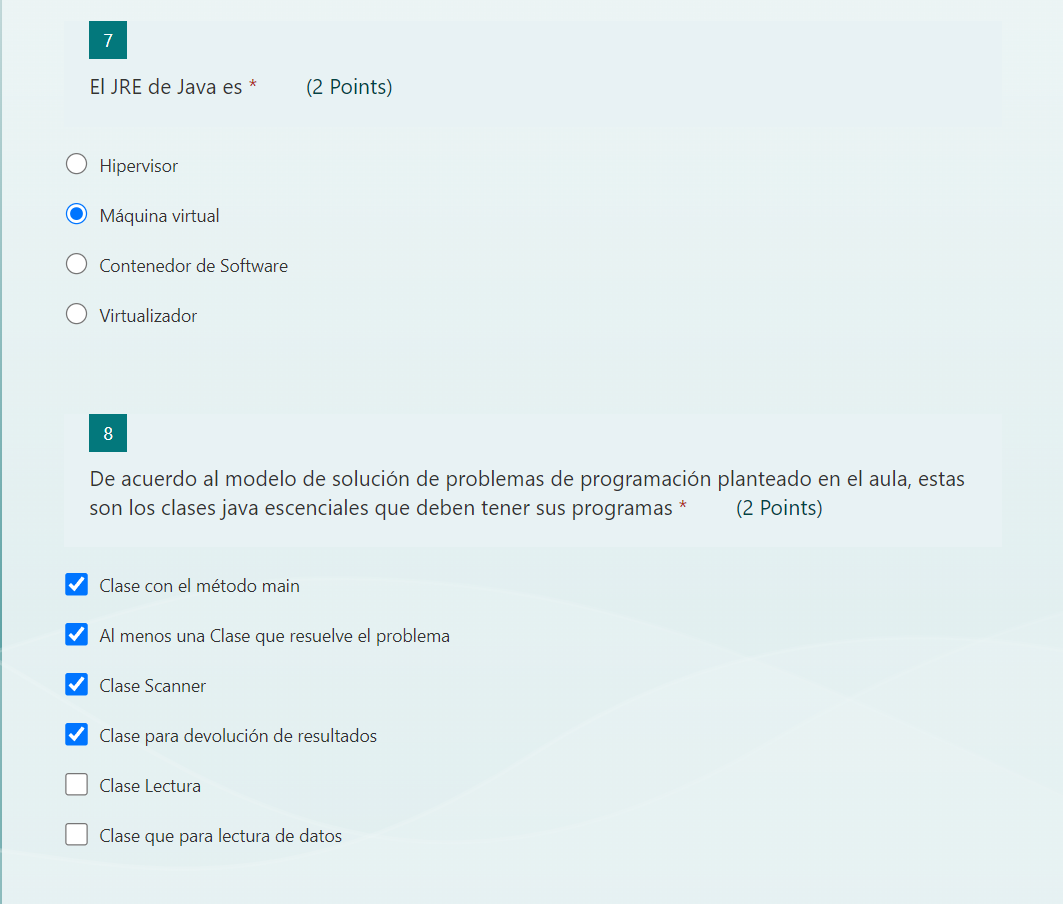 7
El JRE de Java es * (2 Points)
Hipervisor
Máquina virtual
Contenedor de Software
Virtualizador
8
De acuerdo al modelo de solución de problemas de programación planteado en el aula, estas
son los clases java escenciales que deben tener sus programas * (2 Points)
Clase con el método main
Al menos una Clase que resuelve el problema
Clase Scanner
Clase para devolución de resultados
Clase Lectura
Clase que para lectura de datos